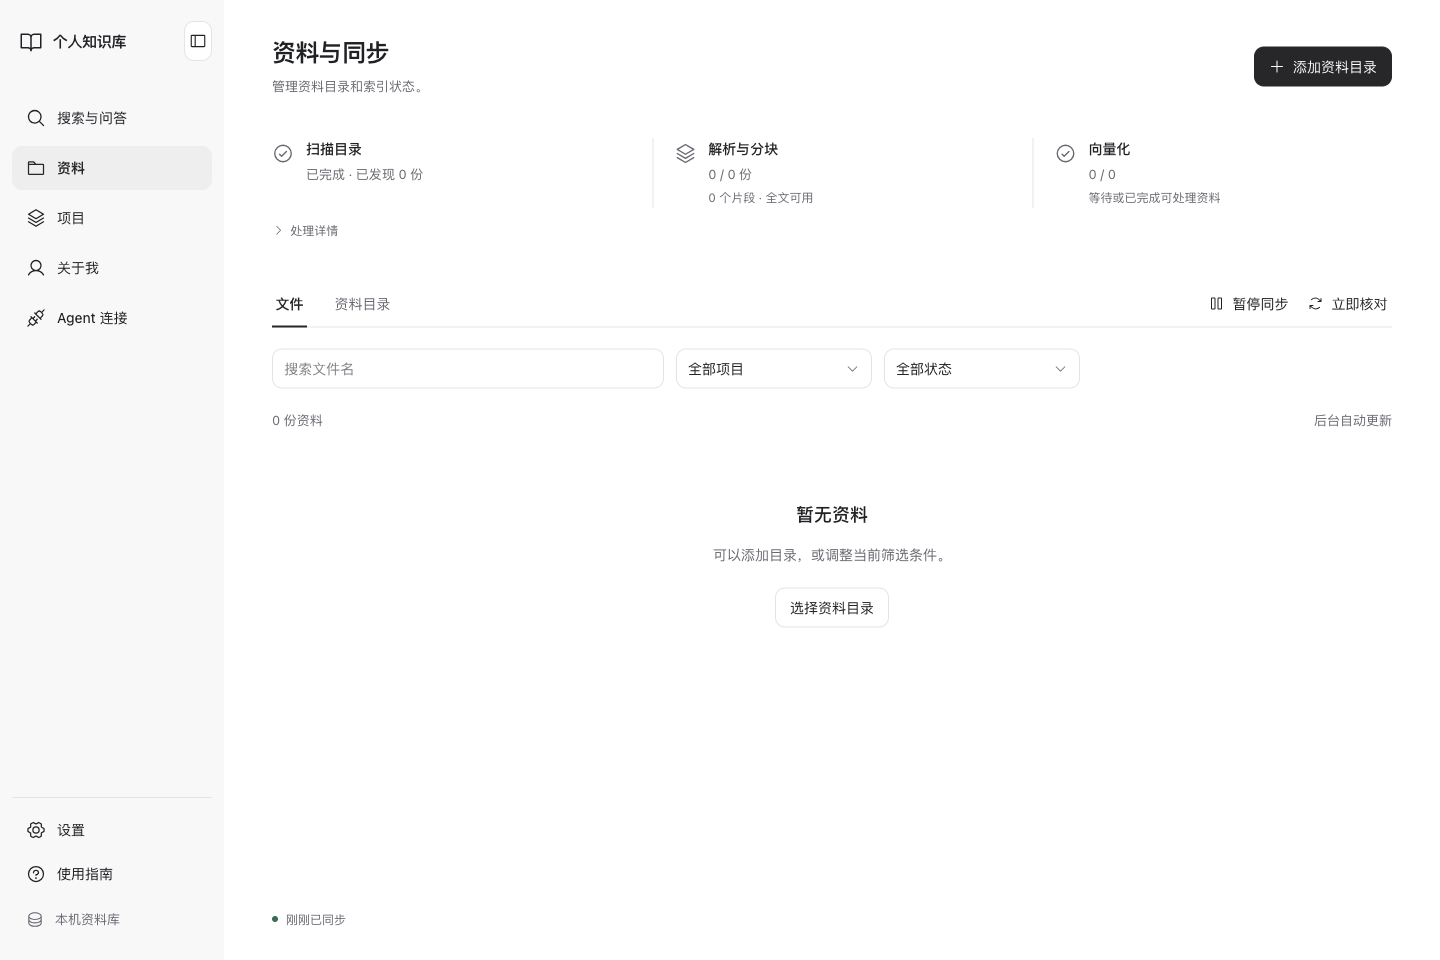 个人知识库
搜索与问答
资料
项目
关于我
Agent 连接
设置
使用指南
本机资料库
资料与同步
管理资料目录和索引状态。
添加资料目录
扫描目录
已完成 · 已发现 0 份
解析与分块
0 / 0 份
0 个片段 · 全文可用
向量化
0 / 0
等待或已完成可处理资料
处理详情
文件
资料目录
暂停同步
立即核对
搜索文件名
全部项目
全部状态
0 份资料
后台自动更新
暂无资料
可以添加目录，或调整当前筛选条件。
选择资料目录
刚刚已同步